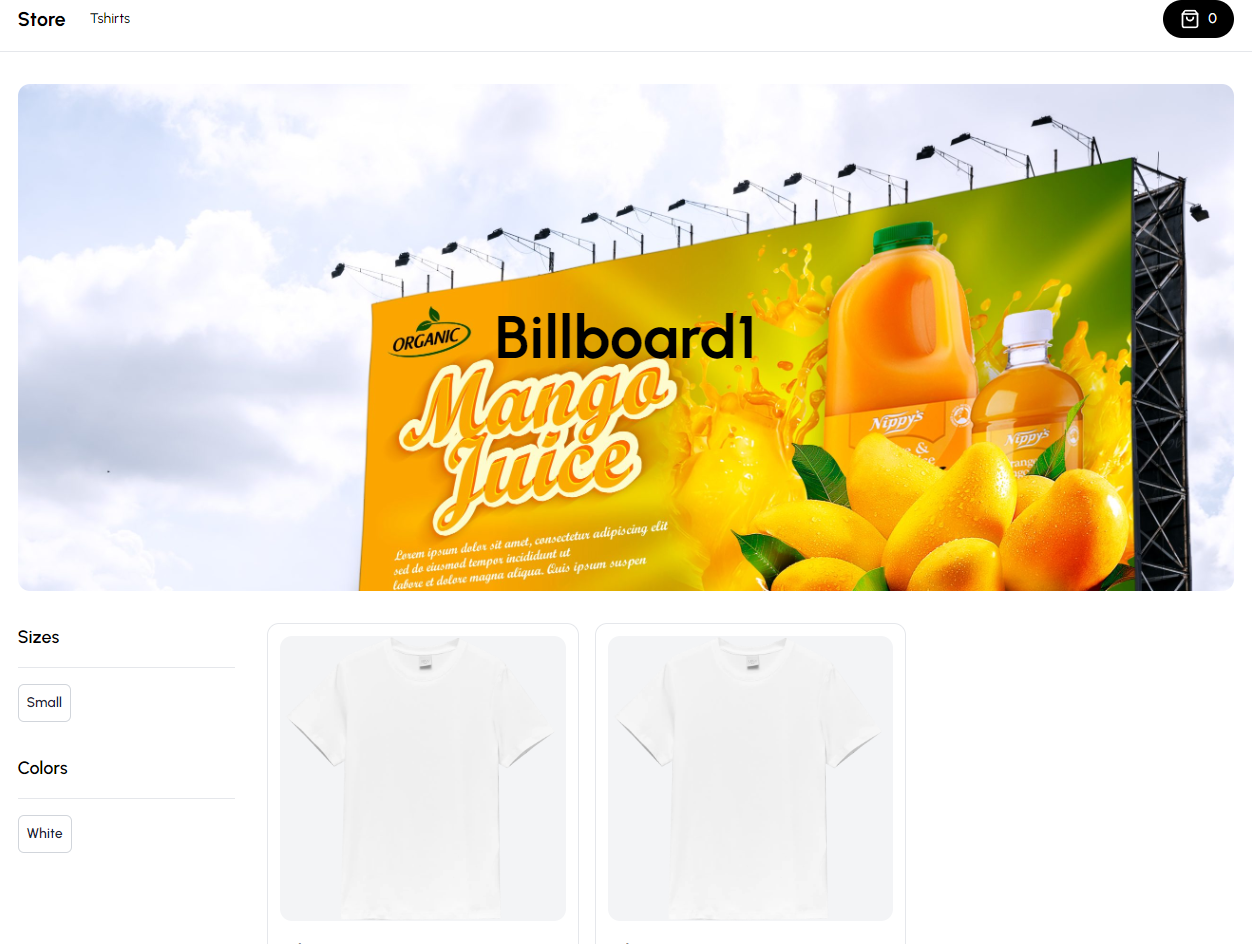 Store
Tshirts
0
ORGANIC
Billboard1
Mango
Juice
Nippy's
Nippy's
&
Lorem ipsum dolor sit amet, consectetur adipiscing elit
sed do eiusmod tempor incididunt ut
labore et dolore magna aliqua. Quis ipsum suspen
Sizes
Small
Colors
White